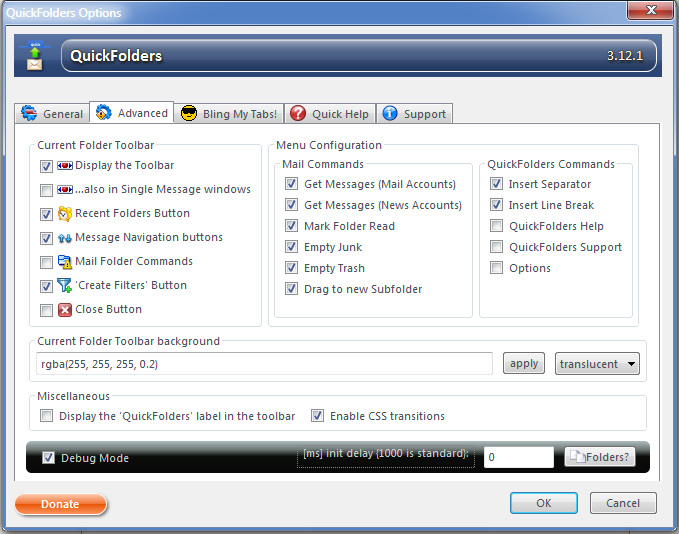 QuickFolders Options
QuickFolders 3.12.1
General Advanced Bling My Tabs! Quick Help Support
Current Folder Toolbar
Display the Toolbar
...also in Single Message windows
Recent Folders Button
Message Navigation buttons
Mail Folder Commands
'Create Filters' Button
Close Button
Menu Configuration
Mail Commands
Get Messages (Mail Accounts)
Get Messages (News Accounts)
Mark Folder Read
Empty Junk
Empty Trash
Drag to new Subfolder
QuickFolders Commands
Insert Separator
Insert Line Break
QuickFolders Help
QuickFolders Support
Options
Current Folder Toolbar background
rgba(255, 255, 255, 0.2) apply translucent
Miscellaneous
Display the 'QuickFolders' label in the toolbar Enable CSS transitions
Debug Mode [ms] init delay {1000 is standard}: 0 Folders?
Donate OK Cancel